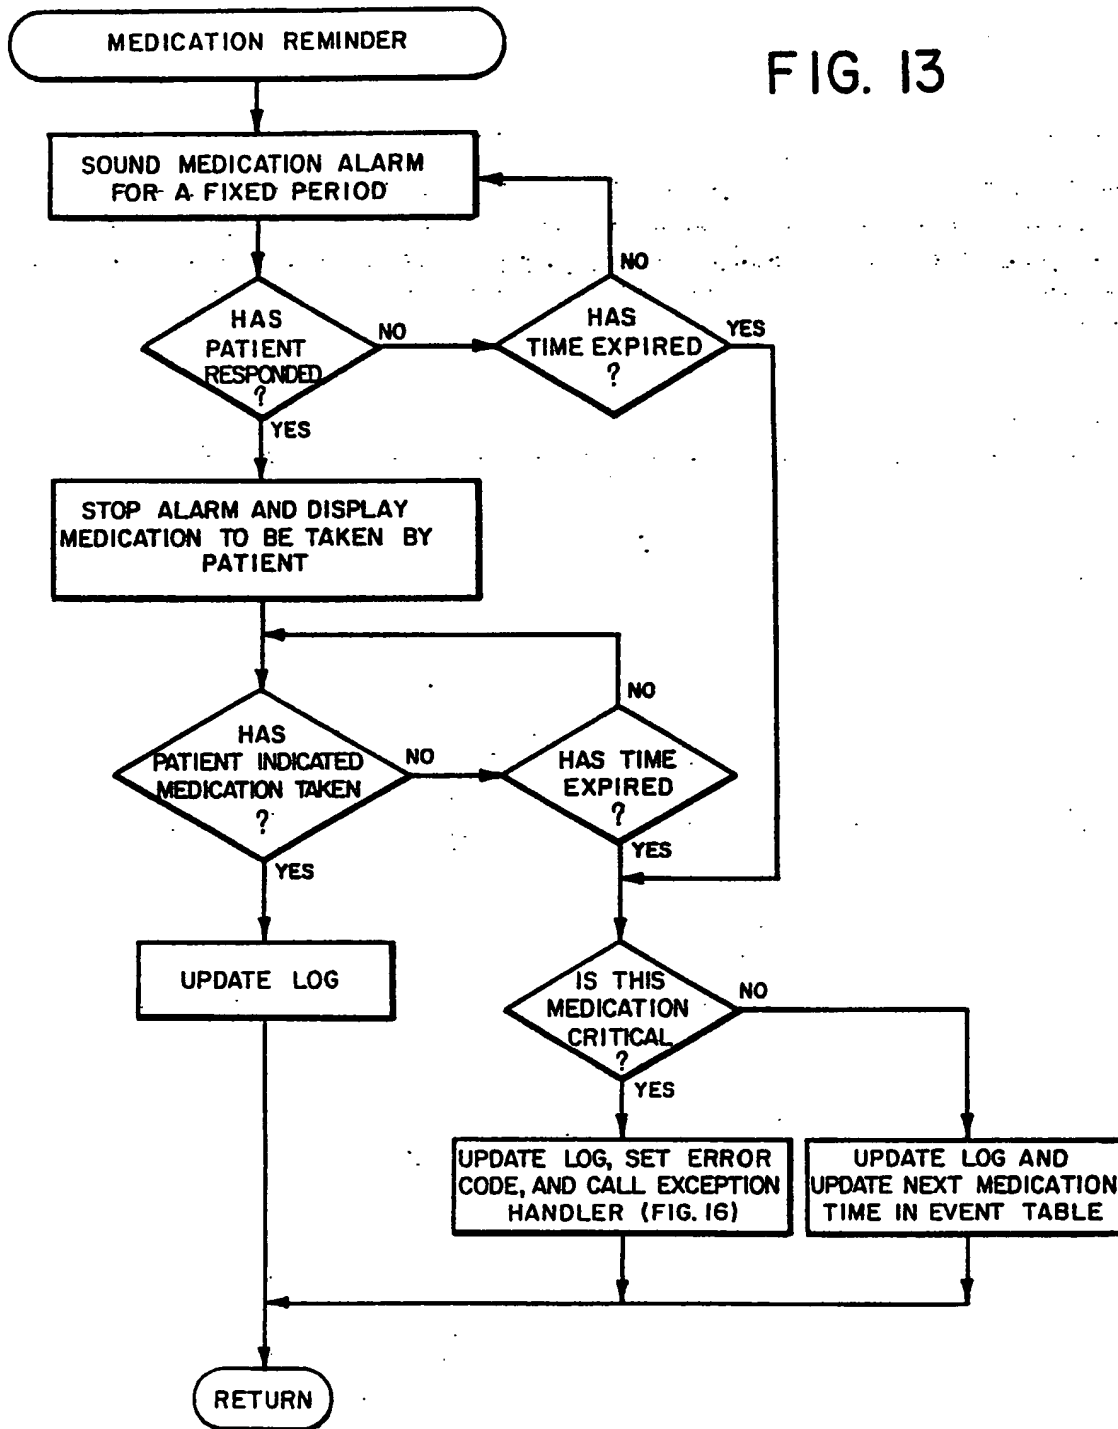 MEDICATION REMINDER
FIG. 13
SOUND MEDICATION ALARM
FOR A FIXED PERIOD
NO
HAS
PATIENT
RESPONDED
?
NO
HAS
TIME EXPIRED
?
YES
YES
STOP ALARM AND DISPLAY
MEDICATION TO BE TAKEN BY
PATIENT
NO
HAS
PATIENT INDICATED
MEDICATION TAKEN
?
NO
HAS TIME
EXPIRED
?
YES
YES
UPDATE LOG
IS THIS
MEDICATION
CRITICAL
?
NO
YES
UPDATE LOG, SET ERROR
CODE, AND CALL EXCEPTION
HANDLER (FIG. 16)
UPDATE LOG AND
UPDATE NEXT MEDICATION
TIME IN EVENT TABLE
RETURN